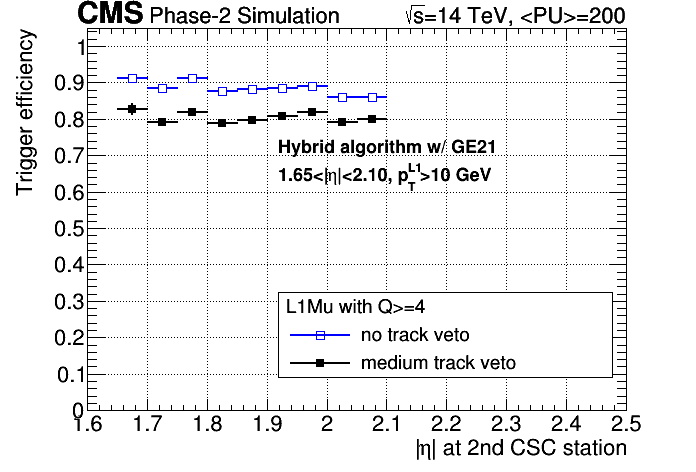 CMS Phase-2 Simulation √s=14 TeV, <PU>=200
Trigger efficiency
1
0.9
0.8
0.7
0.6
0.5
0.4
0.3
0.2
0.1
0
Hybrid algorithm w/ GE21
1.65<|η|<2.10, p_T^L1>10 GeV
L1Mu with Q>=4
no track veto
medium track veto
1.6 1.7 1.8 1.9 2 2.1 2.2 2.3 2.4 2.5
|η| at 2nd CSC station